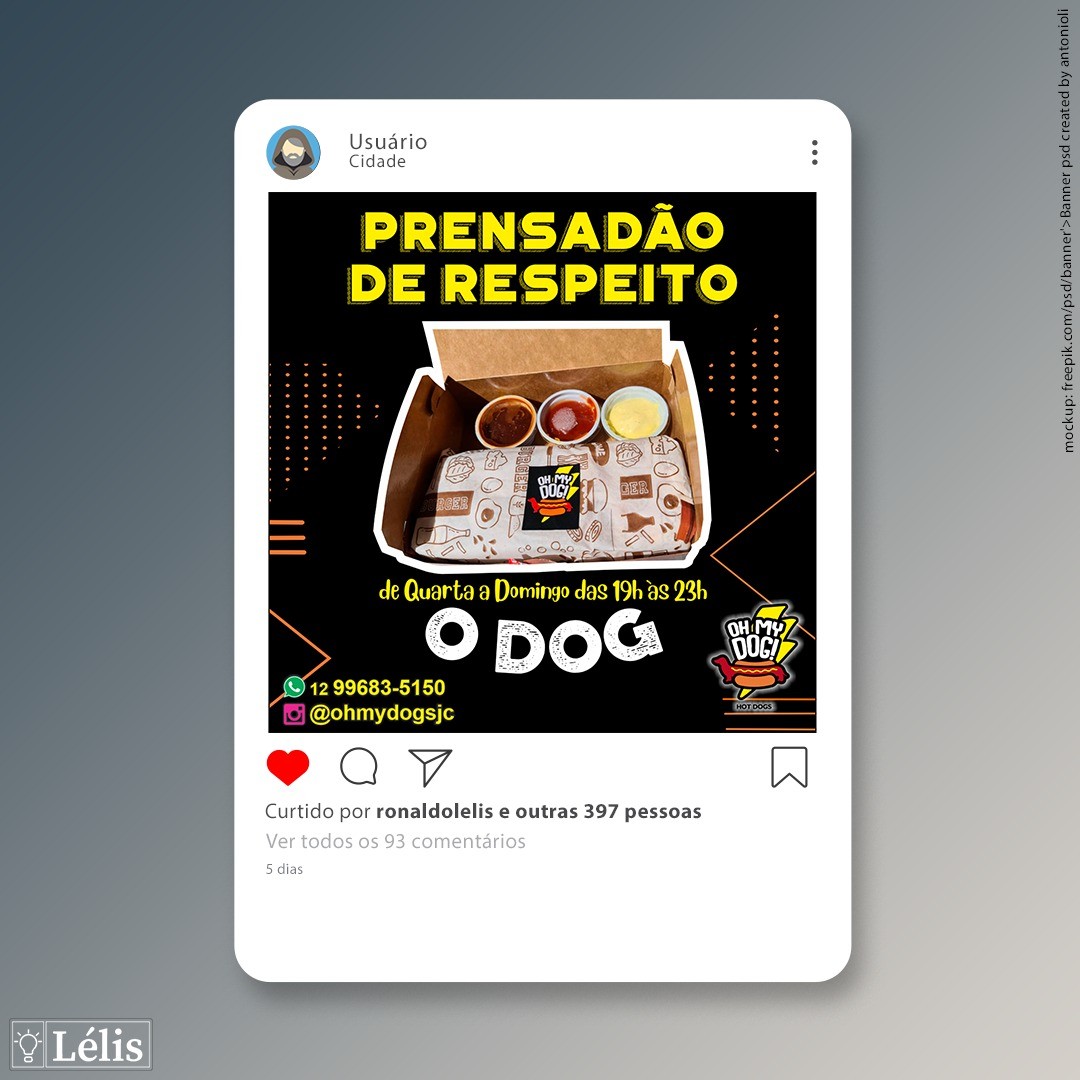 mockup: freepik.com/psd/banner'>Banner psd created by antonioli
Usuário
Cidade
PRENSADÃO
DE RESPEITO
BURGER
OH MY
DOG!
de Quarta a Domingo das 19h às 23h
O DOG
OH MY
DOG!
HOT DOGS
12 99683-5150
@ohmydogsjc
Curtido por ronaldolelis e outras 397 pessoas
Ver todos os 93 comentários
5 dias
Lélis